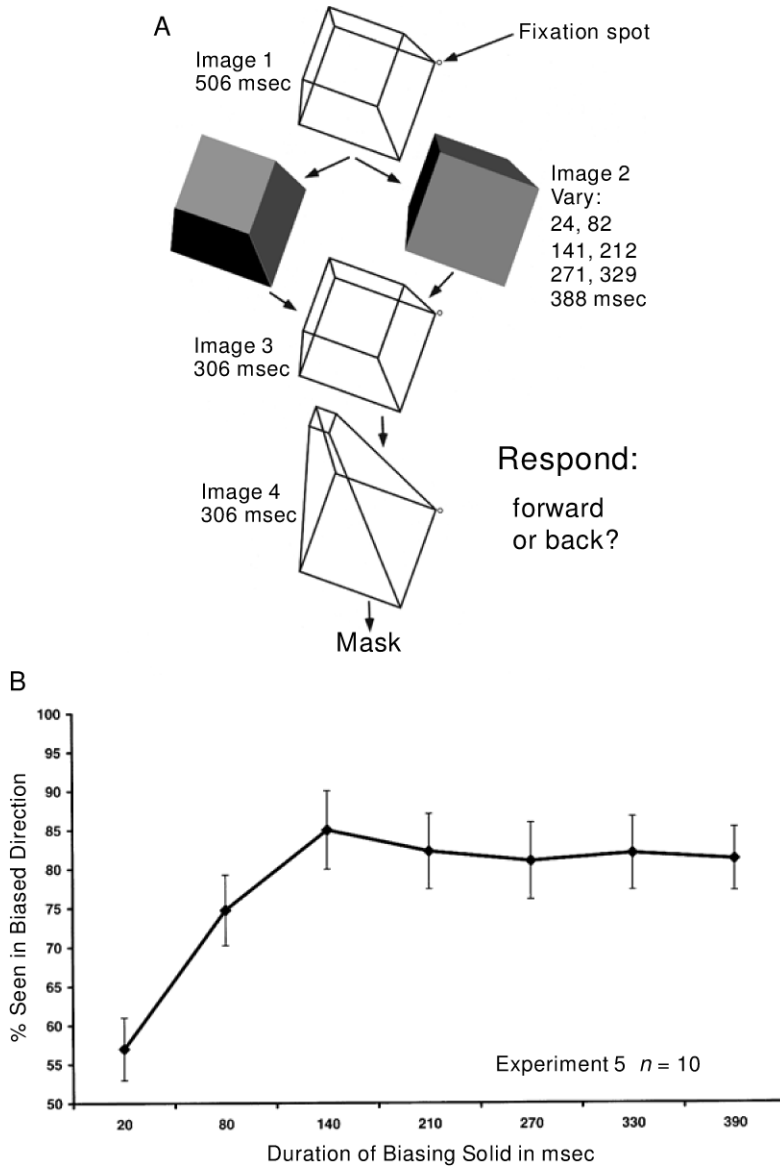 A
Fixation spot
Image 1
506 msec
Image 2
Vary:
24, 82
141, 212
271, 329
388 msec
Image 3
306 msec
Image 4
306 msec
Respond:
forward
or back?
Mask
B
% Seen in Biased Direction
100
95
90
85
80
75
70
65
60
55
50
Experiment 5 n = 10
20 80 140 210 270 330 390
Duration of Biasing Solid in msec